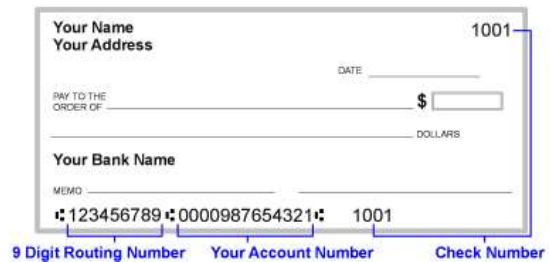 Your Name 1001
Your Address
DATE
PAY TO THE
ORDER OF $
DOLLARS
Your Bank Name
MEMO
⑆123456789⑆0000987654321⑆ 1001
9 Digit Routing Number Your Account Number Check Number